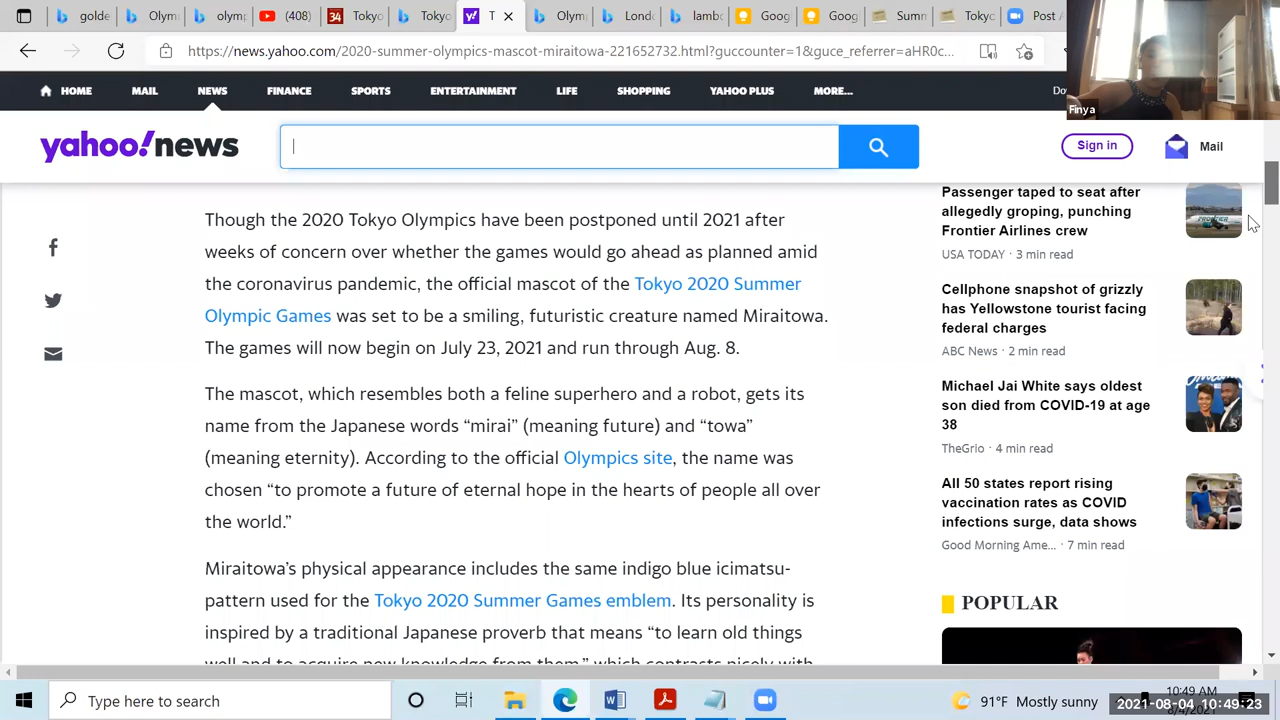 golde
Olym
olymp
(408)
34
Tokyo
Toky
T
Olym
Lond
lambo
Goog
Goog
Sumn
Tokyo
Post A
https://news.yahoo.com/2020-summer-olympics-mascot-miraitowa-221652732.html?guccounter=1&guce_referrer=aHR0c...
HOME MAIL NEWS FINANCE SPORTS ENTERTAINMENT LIFE SHOPPING YAHOO PLUS MORE...
Finya
yahoo!news
Sign in
Mail
Though the 2020 Tokyo Olympics have been postponed until 2021 after
weeks of concern over whether the games would go ahead as planned amid
the coronavirus pandemic, the official mascot of the Tokyo 2020 Summer
Olympic Games was set to be a smiling, futuristic creature named Miraitowa.
The games will now begin on July 23, 2021 and run through Aug. 8.
The mascot, which resembles both a feline superhero and a robot, gets its
name from the Japanese words “mirai” (meaning future) and “towa”
(meaning eternity). According to the official Olympics site, the name was
chosen “to promote a future of eternal hope in the hearts of people all over
the world.”
Miraitowa’s physical appearance includes the same indigo blue icimatsu-
pattern used for the Tokyo 2020 Summer Games emblem. Its personality is
inspired by a traditional Japanese proverb that means “to learn old things
well and to acquire new knowledge from them,” which contracts nicely with
Passenger taped to seat after
allegedly groping, punching
Frontier Airlines crew
USA TODAY · 3 min read
Cellphone snapshot of grizzly
has Yellowstone tourist facing
federal charges
ABC News · 2 min read
Michael Jai White says oldest
son died from COVID-19 at age
38
TheGrio · 4 min read
All 50 states report rising
vaccination rates as COVID
infections surge, data shows
Good Morning Ame... · 7 min read
POPULAR
Type here to search
91°F Mostly sunny
10:49 AM
2021-08-04 10:49:23